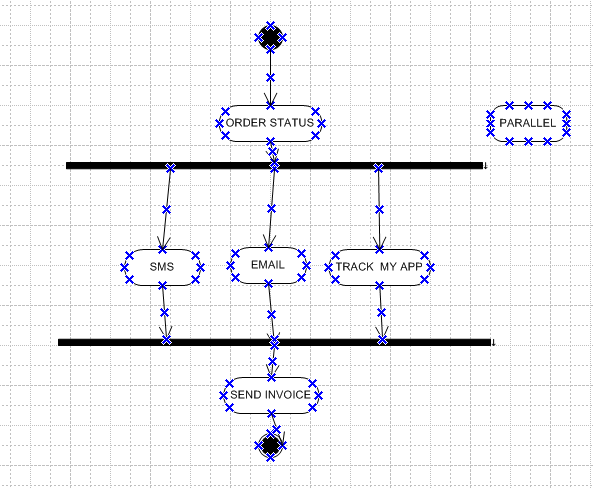 ORDER STATUS
PARALLEL
SMS
EMAIL
TRACK MY APP
SEND INVOICE